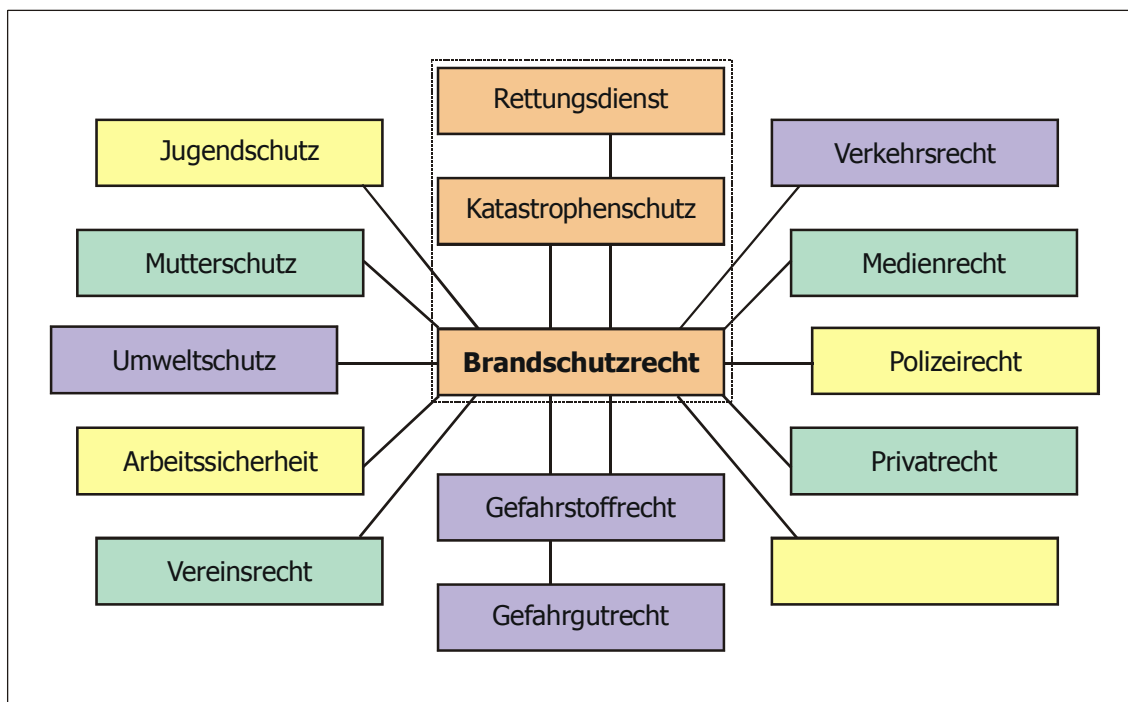 Rettungsdienst
Jugendschutz
Verkehrsrecht
Katastrophenschutz
Mutterschutz
Medienrecht
Umweltschutz
Brandschutzrecht
Polizeirecht
Arbeitssicherheit
Privatrecht
Gefahrstoffrecht
Vereinsrecht
Gefahrgutrecht